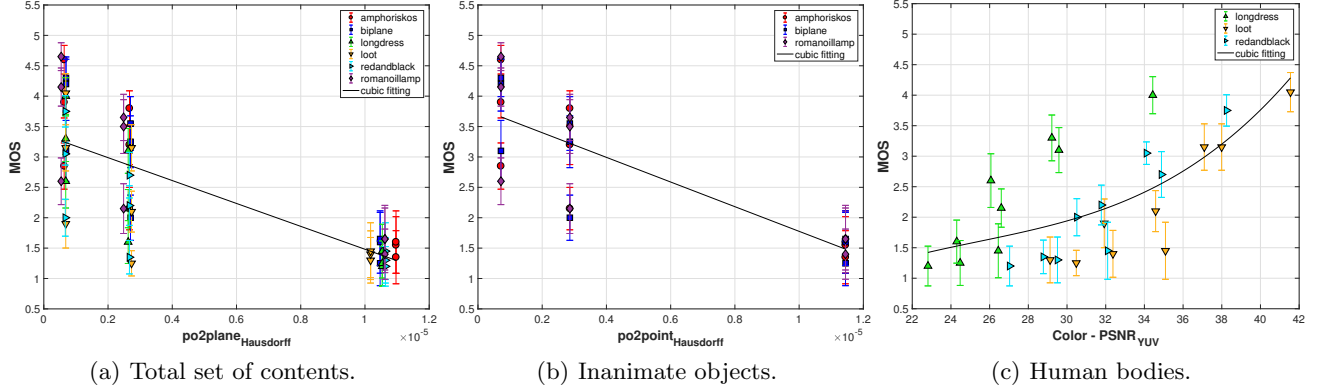 5.5
5
4.5
4
3.5
3
2.5
2
1.5
1
0.5
MOS
amphoriskos
biplane
longdress
loot
redandblack
romanoillamp
cubic fitting
0 0.2 0.4 0.6 0.8 1 1.2
×10⁻⁵
po2plane_Hausdorff
(a) Total set of contents.
5.5
5
4.5
4
3.5
3
2.5
2
1.5
1
0.5
MOS
amphoriskos
biplane
romanoillamp
cubic fitting
0 0.2 0.4 0.6 0.8 1 1.2
×10⁻⁵
po2point_Hausdorff
(b) Inanimate objects.
5.5
5
4.5
4
3.5
3
2.5
2
1.5
1
0.5
MOS
longdress
loot
redandblack
cubic fitting
22 24 26 28 30 32 34 36 38 40 42
Color - PSNR_YUV
(c) Human bodies.